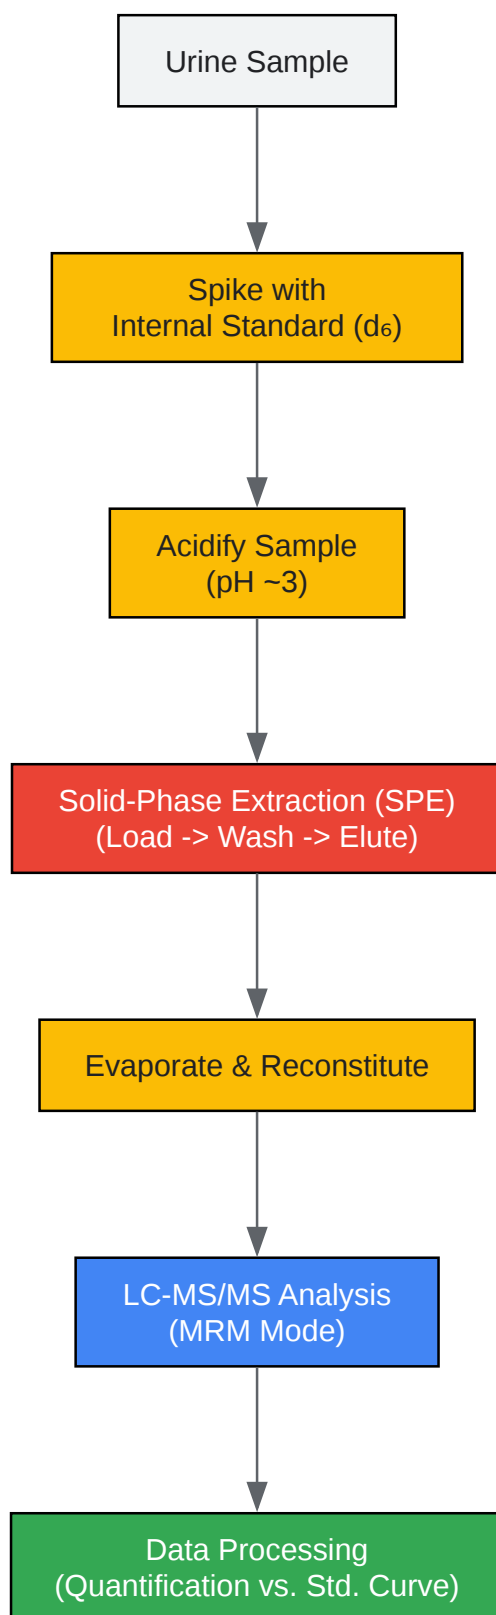 Urine Sample
Spike with
Internal Standard (d₆)
Acidify Sample
(pH ~3)
Solid-Phase Extraction (SPE)
(Load -> Wash -> Elute)
Evaporate & Reconstitute
LC-MS/MS Analysis
(MRM Mode)
Data Processing
(Quantification vs. Std. Curve)